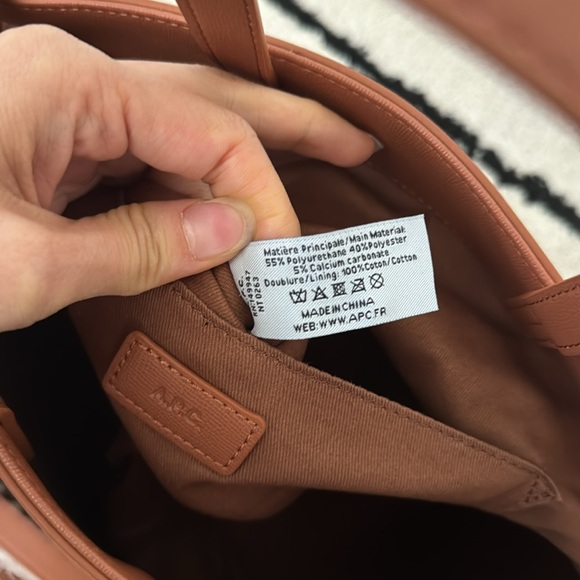 Matière Principale/Main Material:
55% Polyurethane 40%Polyester
5% Calcium carbonate
Doublure/Lining: 100%Coton/Cotton
MADE IN CHINA
WEB: WWW.APC.FR
NT0263
A.P.C.